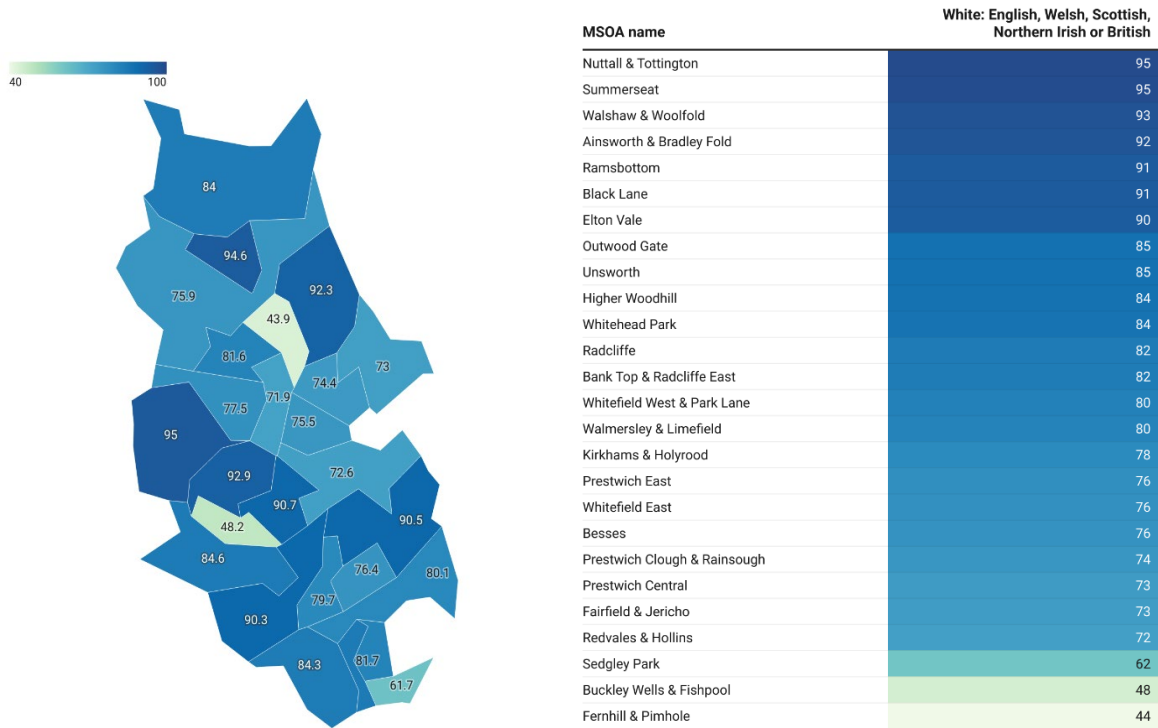 40 100
84
94.6
92.3
75.9
43.9
81.6
73
74.4
71.9
77.5
75.5
95
72.6
92.9
90.7
90.5
48.2
84.6
76.4
80.1
79.7
90.3
84.3
81.7
61.7
MSOA name White: English, Welsh, Scottish,
Northern Irish or British
Nuttall & Tottington 95
Summerseat 95
Walshaw & Woolfold 93
Ainsworth & Bradley Fold 92
Ramsbottom 91
Black Lane 91
Elton Vale 90
Outwood Gate 85
Unsworth 85
Higher Woodhill 84
Whitehead Park 84
Radcliffe 82
Bank Top & Radcliffe East 82
Whitefield West & Park Lane 80
Walmersley & Limefield 80
Kirkhams & Holyrood 78
Prestwich East 76
Whitefield East 76
Besses 76
Prestwich Clough & Rainsough 74
Prestwich Central 73
Fairfield & Jericho 73
Redvales & Hollins 72
Sedgley Park 62
Buckley Wells & Fishpool 48
Fernhill & Pimhole 44